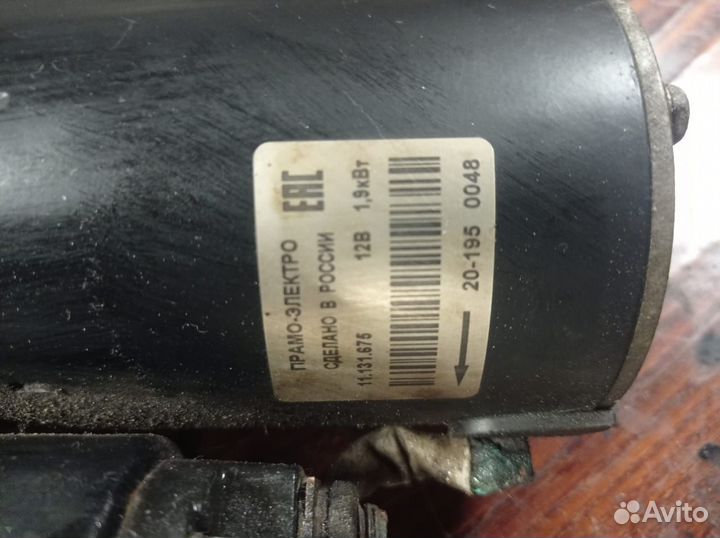 ПРАМО-ЭЛЕКТРО EAC
СДЕЛАНО В РОССИИ
11.131.675 12В 1,9кВт
20-195 0048
Avito